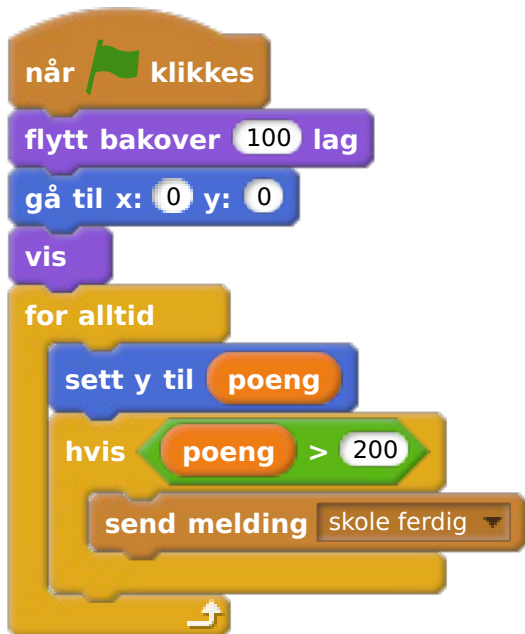 når klikkes
flytt bakover 100 lag
gå til x: 0 y: 0
vis
for alltid
sett y til poeng
hvis poeng > 200
send melding skole ferdig